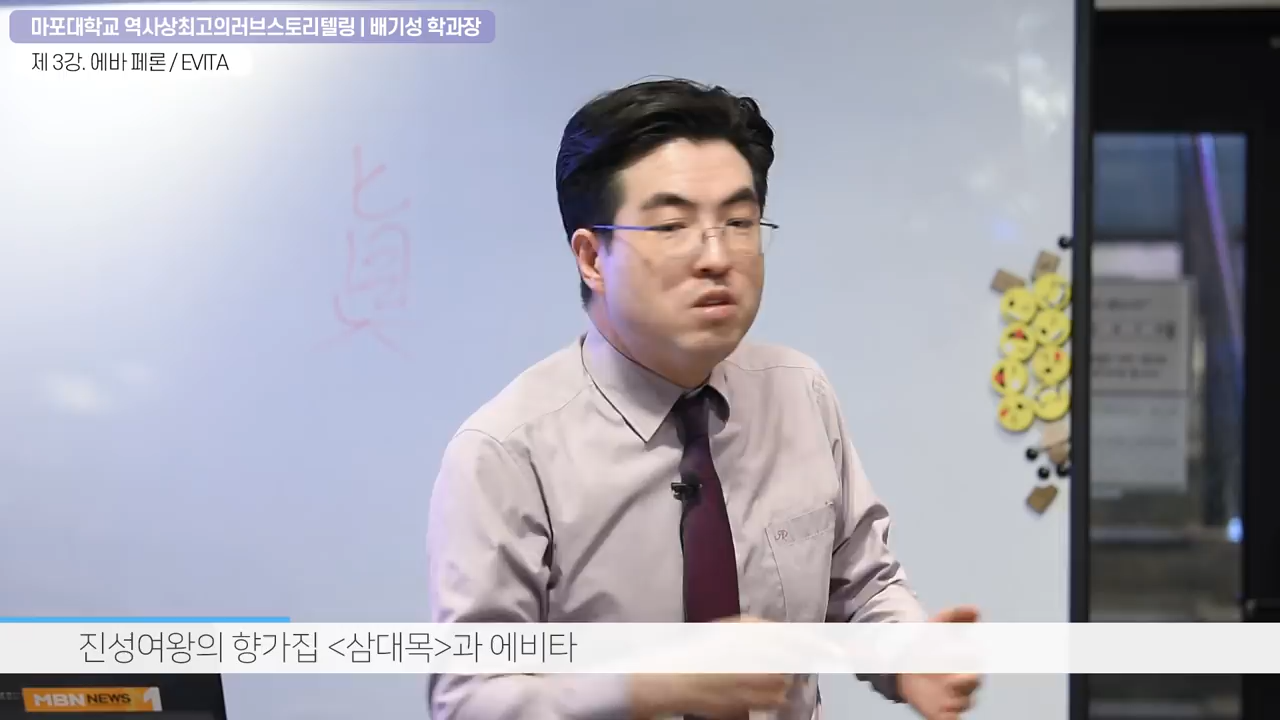 마포대학교 역사상최고의러브스토리텔링 | 배기성 학과장
제 3강. 에바 페론 / EVITA
진성여왕의 향가집 <삼대목>과 에비타
MBN NEWS 1